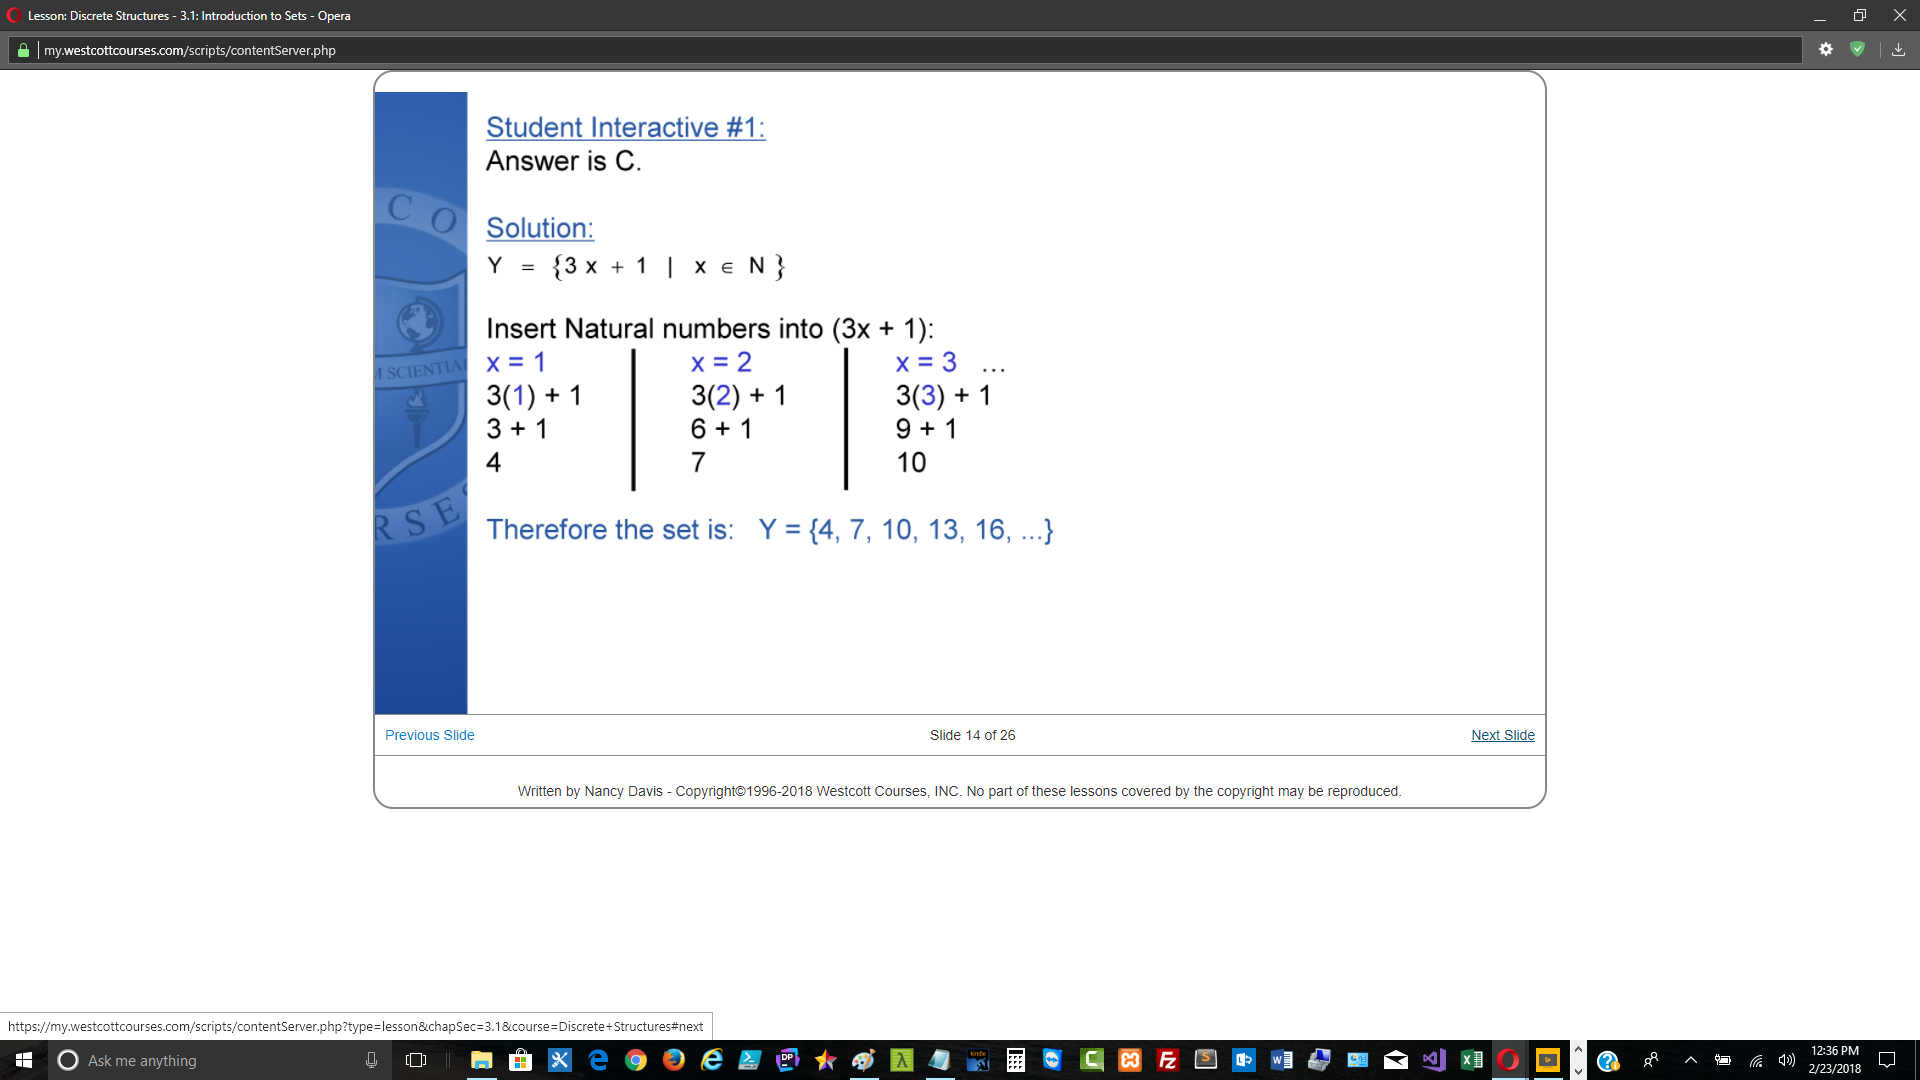 Lesson: Discrete Structures - 3.1: Introduction to Sets - Opera
my.westcottcourses.com/scripts/contentServer.php
C O
M SCIENTIA
R S E
Student Interactive #1:
Answer is C.
Solution:
Y = {3 x + 1 | x ∈ N }
Insert Natural numbers into (3x + 1):
x = 1 x = 2 x = 3 ...
3(1) + 1 3(2) + 1 3(3) + 1
3 + 1 6 + 1 9 + 1
4 7 10
Therefore the set is: Y = {4, 7, 10, 13, 16, ...}
Previous Slide Slide 14 of 26 Next Slide
Written by Nancy Davis - Copyright©1996-2018 Westcott Courses, INC. No part of these lessons covered by the copyright may be reproduced.
https://my.westcottcourses.com/scripts/contentServer.php?type=lesson&chapSec=3.1&course=Discrete+Structures#next
Ask me anything
DP
kindle
12:36 PM
2/23/2018